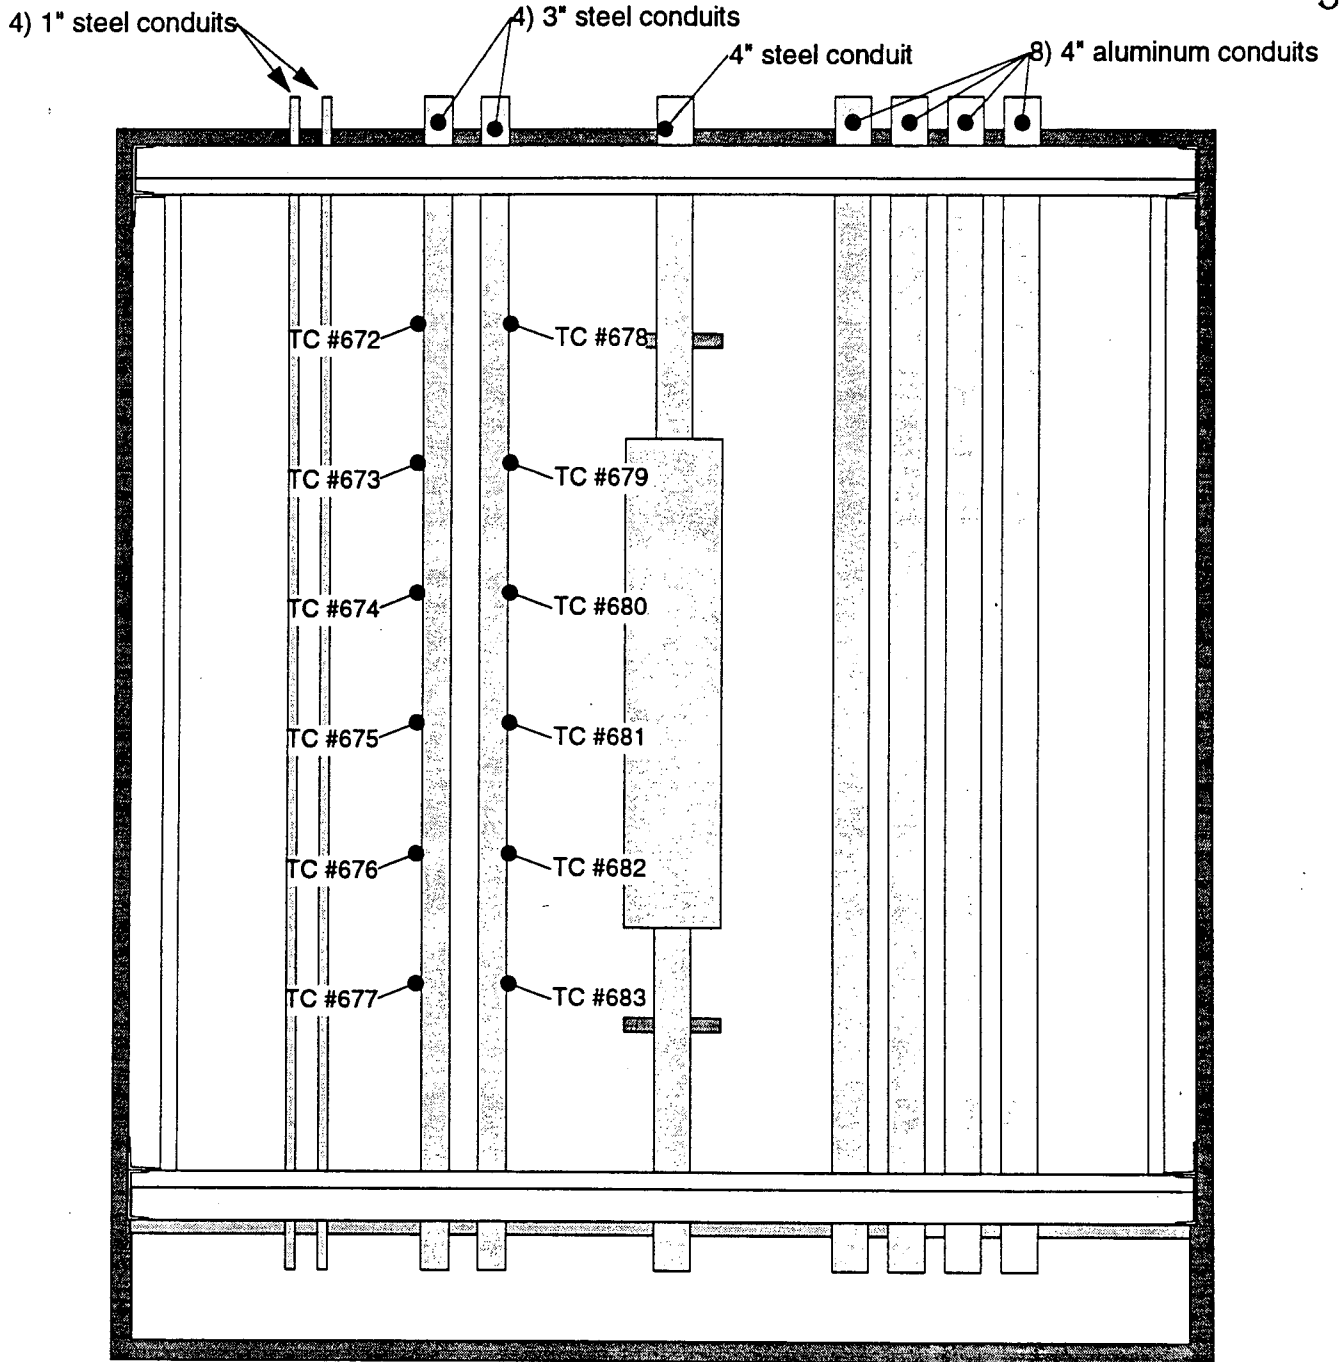 4) 1" steel conduits
4) 3" steel conduits
4" steel conduit
8) 4" aluminum conduits
TC #672
TC #678
TC #673
TC #679
TC #674
TC #680
TC #675
TC #681
TC #676
TC #682
TC #677
TC #683